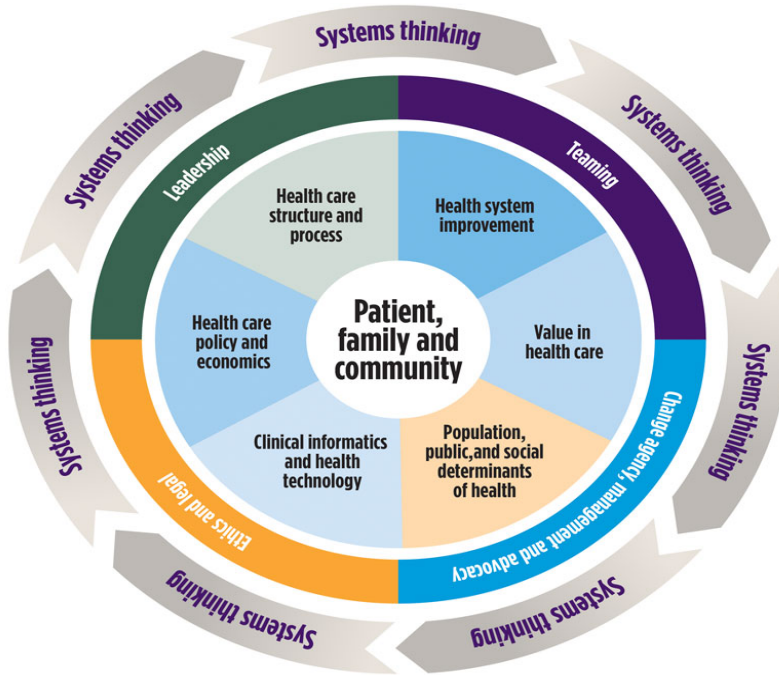 Systems thinking
Systems thinking
Systems thinking
Systems thinking
Systems thinking
Systems thinking
Systems thinking
Leadership
Teaming
Change agency, management and advocacy
Ethics and legal
Health care
structure and
process
Health system
improvement
Value in
health care
Population,
public,and social
determinants
of health
Clinical informatics
and health
technology
Health care
policy and
economics
Patient,
family and
community